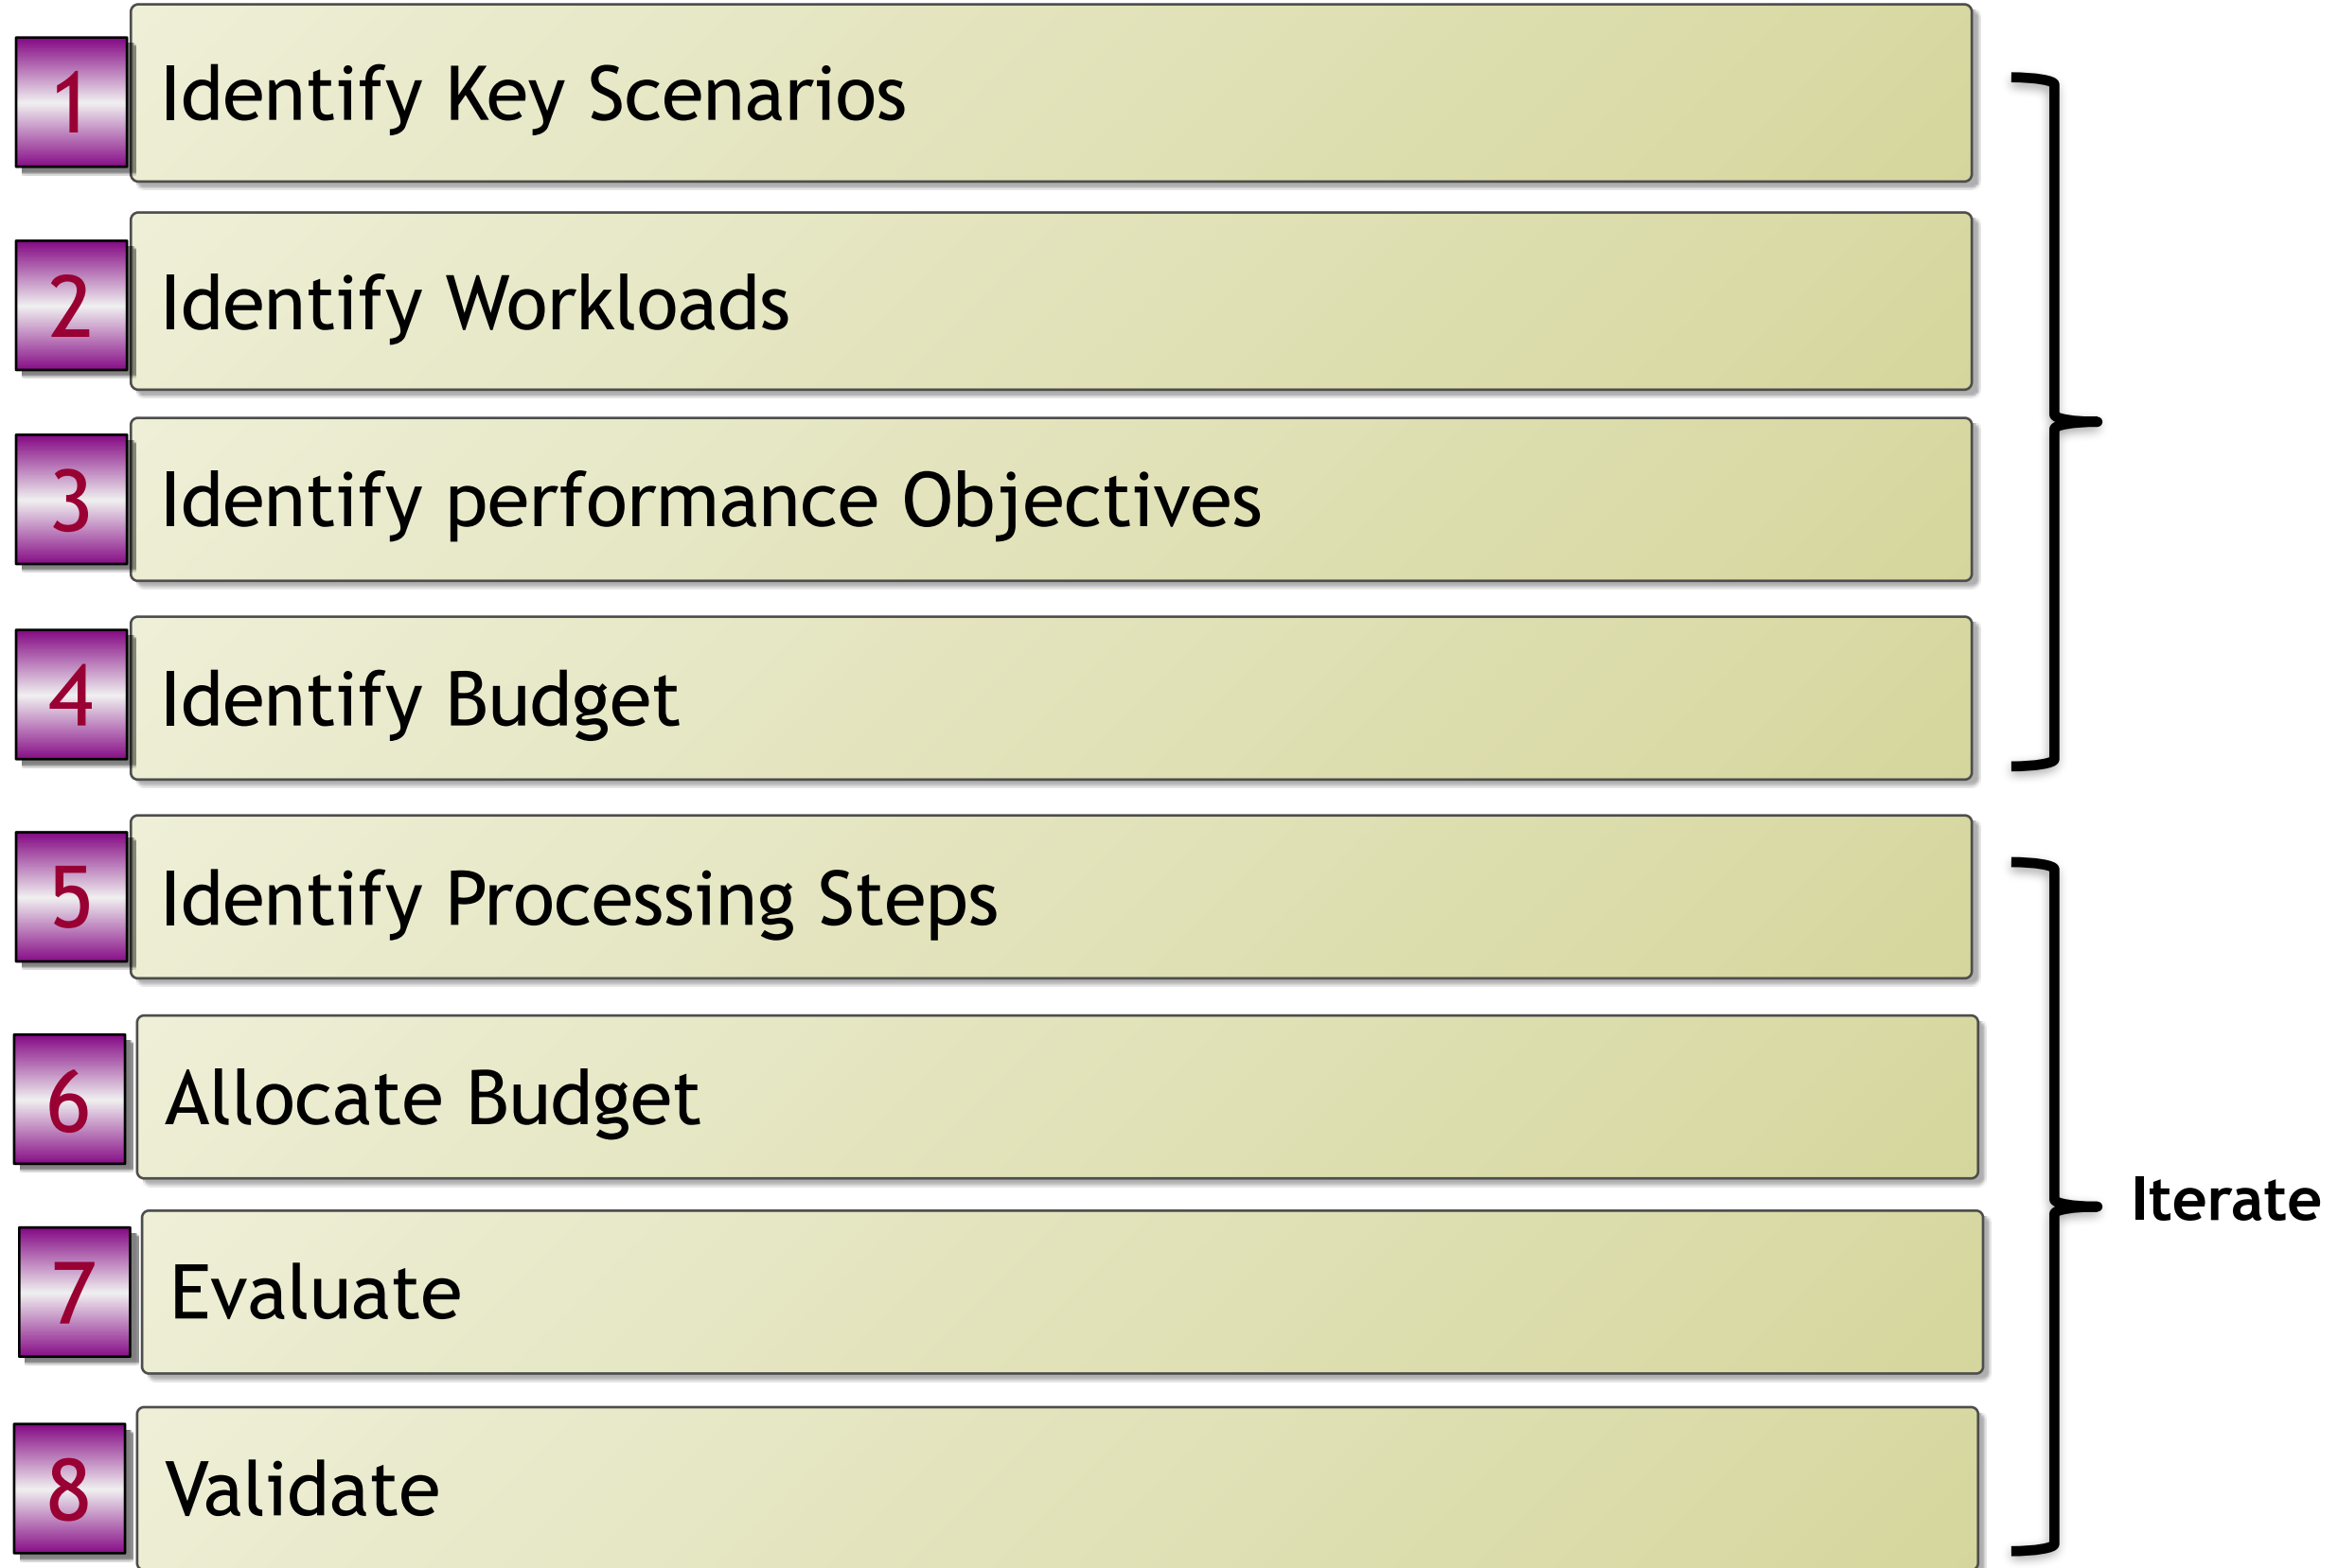 1 Identify Key Scenarios
2 Identify Workloads
3 Identify performance Objectives
4 Identify Budget
5 Identify Processing Steps
6 Allocate Budget
Iterate
7 Evaluate
8 Validate